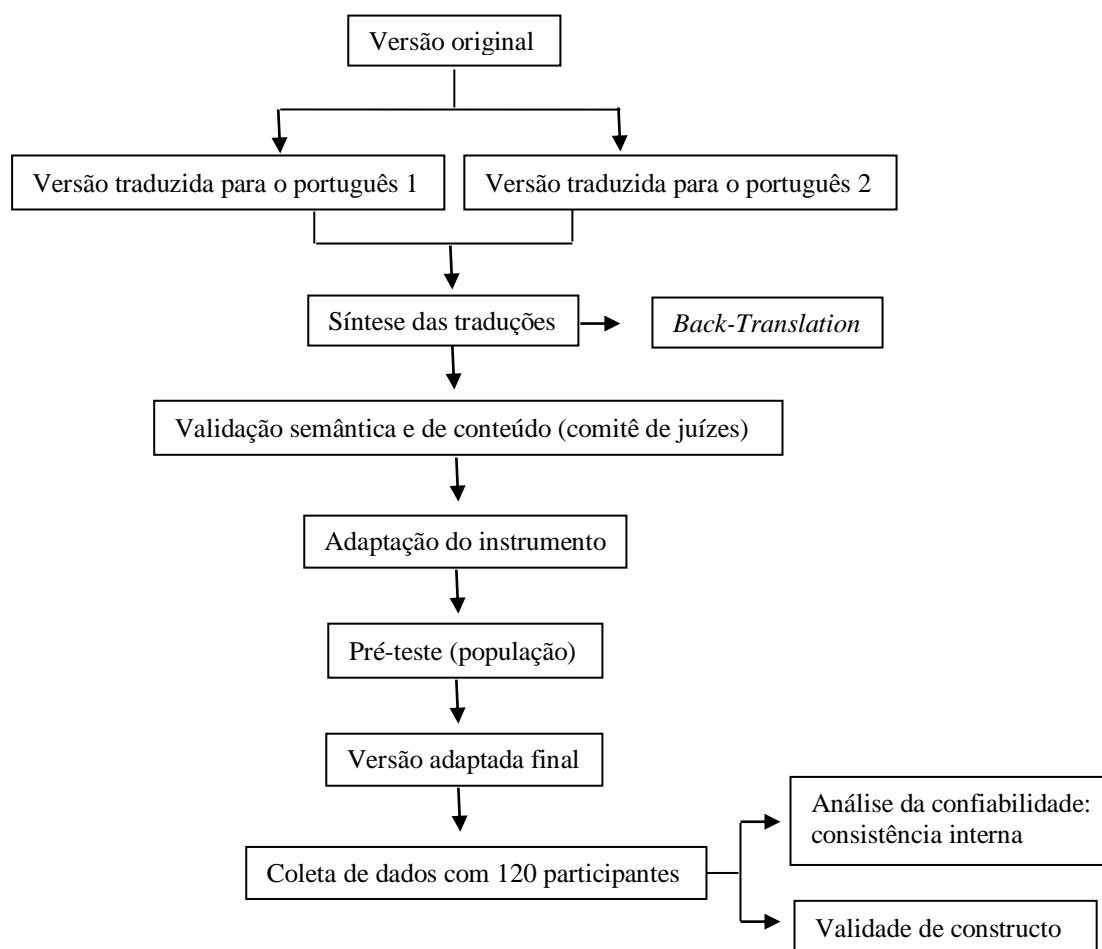 Versão original
Versão traduzida para o português 1
Versão traduzida para o português 2
Síntese das traduções
Back-Translation
Validação semântica e de conteúdo (comitê de juízes)
Adaptação do instrumento
Pré-teste (população)
Versão adaptada final
Análise da confiabilidade:
consistência interna
Coleta de dados com 120 participantes
Validade de constructo